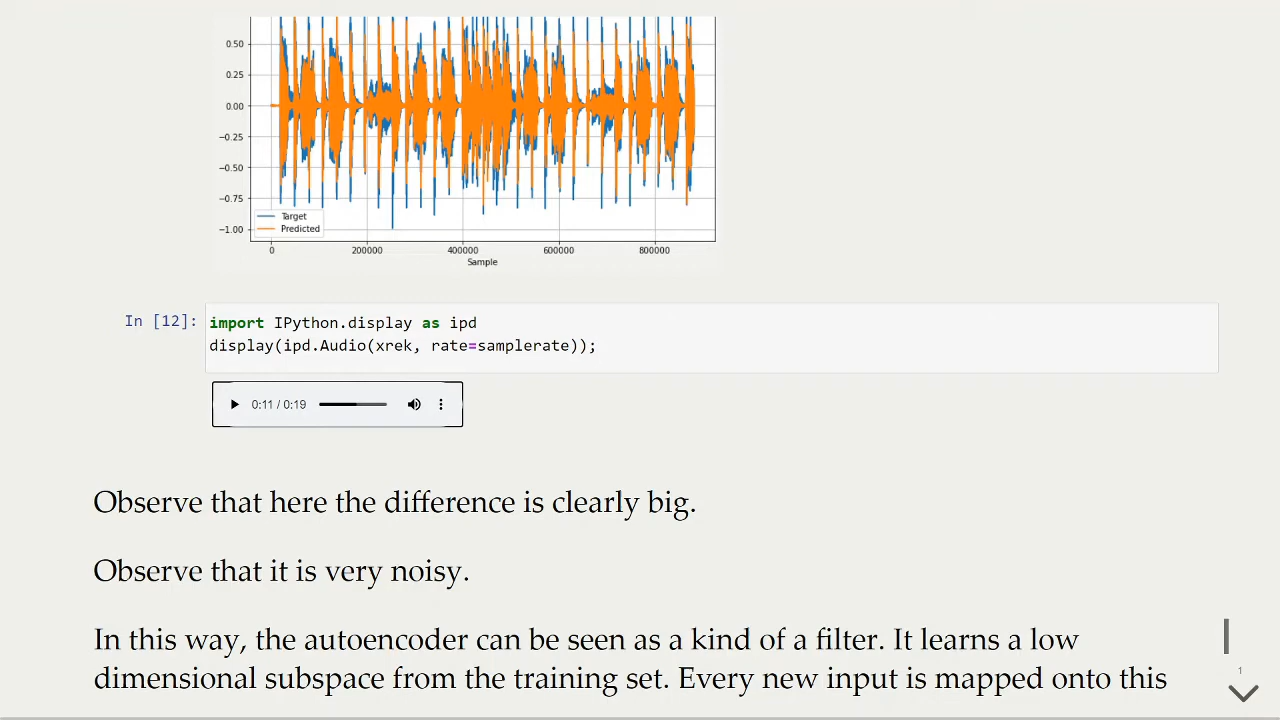 0.50
0.25
0.00
−0.25
−0.50
−0.75
−1.00
Target
Predicted
0 200000 400000 600000 800000
Sample
In [12]: import IPython.display as ipd
display(ipd.Audio(xrek, rate=samplerate));
0:11 / 0:19
Observe that here the difference is clearly big.
Observe that it is very noisy.
In this way, the autoencoder can be seen as a kind of a filter. It learns a low
dimensional subspace from the training set. Every new input is mapped onto this
1